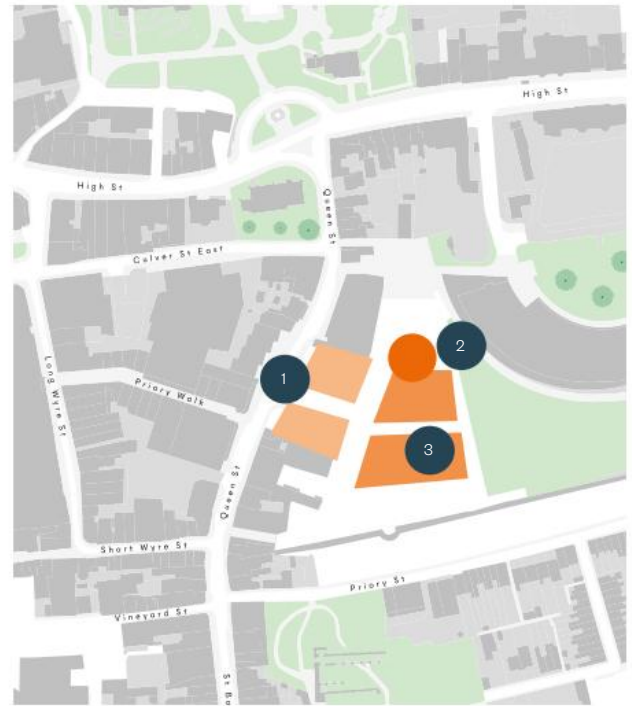 High St
High St
Queen St
Culver St East
2
1
Long Wyre St
Priory Walk
3
Queen St
Short Wyre St
Priory St
Vineyard St
St Bo